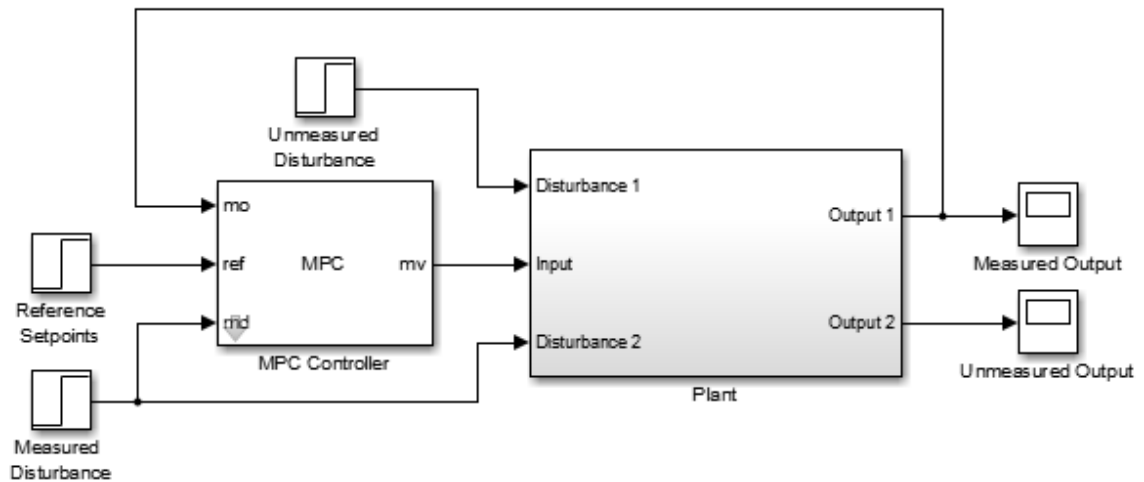 Unmeasured
Disturbance
mo
ref
md
MPC
mv
MPC Controller
Reference
Setpoints
Measured
Disturbance
Disturbance 1
Input
Disturbance 2
Output 1
Output 2
Plant
Measured Output
Unmeasured Output